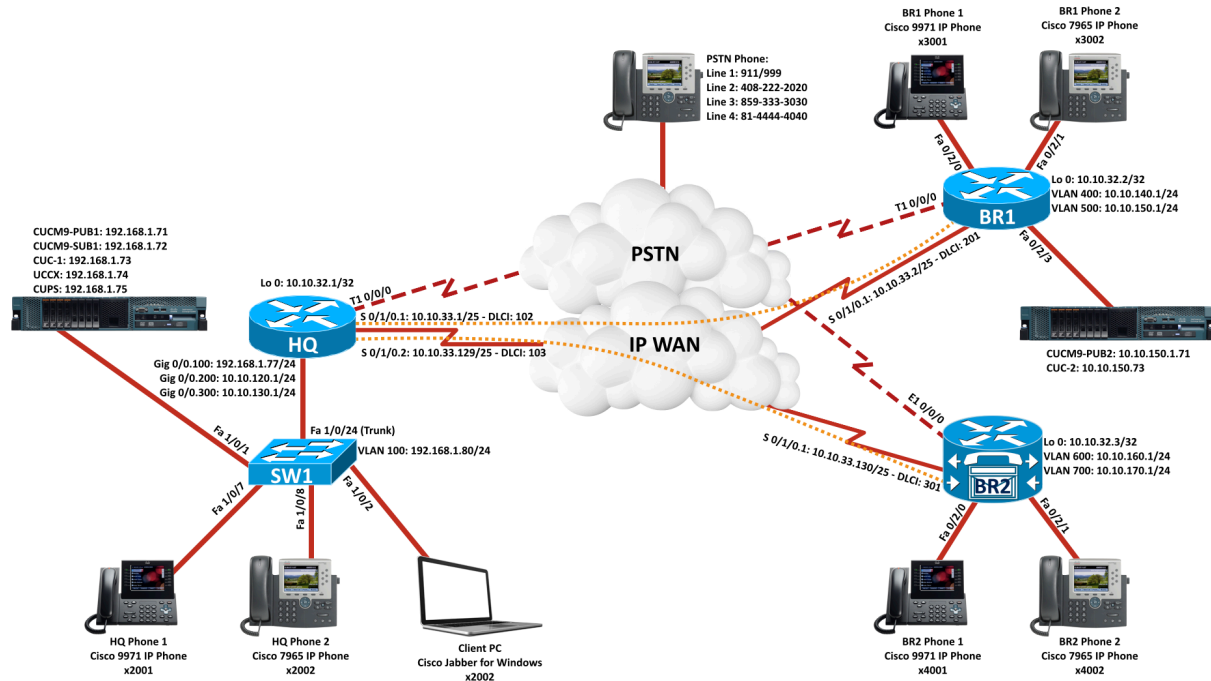 BR1 Phone 1
Cisco 9971 IP Phone
x3001
BR1 Phone 2
Cisco 7965 IP Phone
x3002
PSTN Phone:
Line 1: 911/999
Line 2: 408-222-2020
Line 3: 859-333-3030
Line 4: 81-4444-4040
Fa 0/2/0
Fa 0/2/1
Lo 0: 10.10.32.2/32
VLAN 400: 10.10.140.1/24
VLAN 500: 10.10.150.1/24
T1 0/0/0
BR1
Fa 0/2/3
CUCM9-PUB1: 192.168.1.71
CUCM9-SUB1: 192.168.1.72
CUC-1: 192.168.1.73
UCCX: 192.168.1.74
CUPS: 192.168.1.75
PSTN
S 0/1/0.1: 10.10.33.2/25 - DLCI: 201
Lo 0: 10.10.32.1/32
T1 0/0/0
S 0/1/0.1: 10.10.33.1/25 - DLCI: 102
HQ
IP WAN
S 0/1/0.2: 10.10.33.129/25 - DLCI: 103
CUCM9-PUB2: 10.10.150.1.71
CUC-2: 10.10.150.73
Gig 0/0.100: 192.168.1.77/24
Gig 0/0.200: 10.10.120.1/24
Gig 0/0.300: 10.10.130.1/24
E1 0/0/0
Fa 1/0/1
Fa 1/0/24 (Trunk)
VLAN 100: 192.168.1.80/24
SW1
S 0/1/0.1: 10.10.33.130/25 - DLCI: 301
Lo 0: 10.10.32.3/32
VLAN 600: 10.10.160.1/24
VLAN 700: 10.10.170.1/24
BR2
Fa 1/0/7
Fa 1/0/8
Fa 1/0/2
Fa 0/2/0
Fa 0/2/1
HQ Phone 1
Cisco 9971 IP Phone
x2001
HQ Phone 2
Cisco 7965 IP Phone
x2002
Client PC
Cisco Jabber for Windows
x2002
BR2 Phone 1
Cisco 9971 IP Phone
x4001
BR2 Phone 2
Cisco 7965 IP Phone
x4002